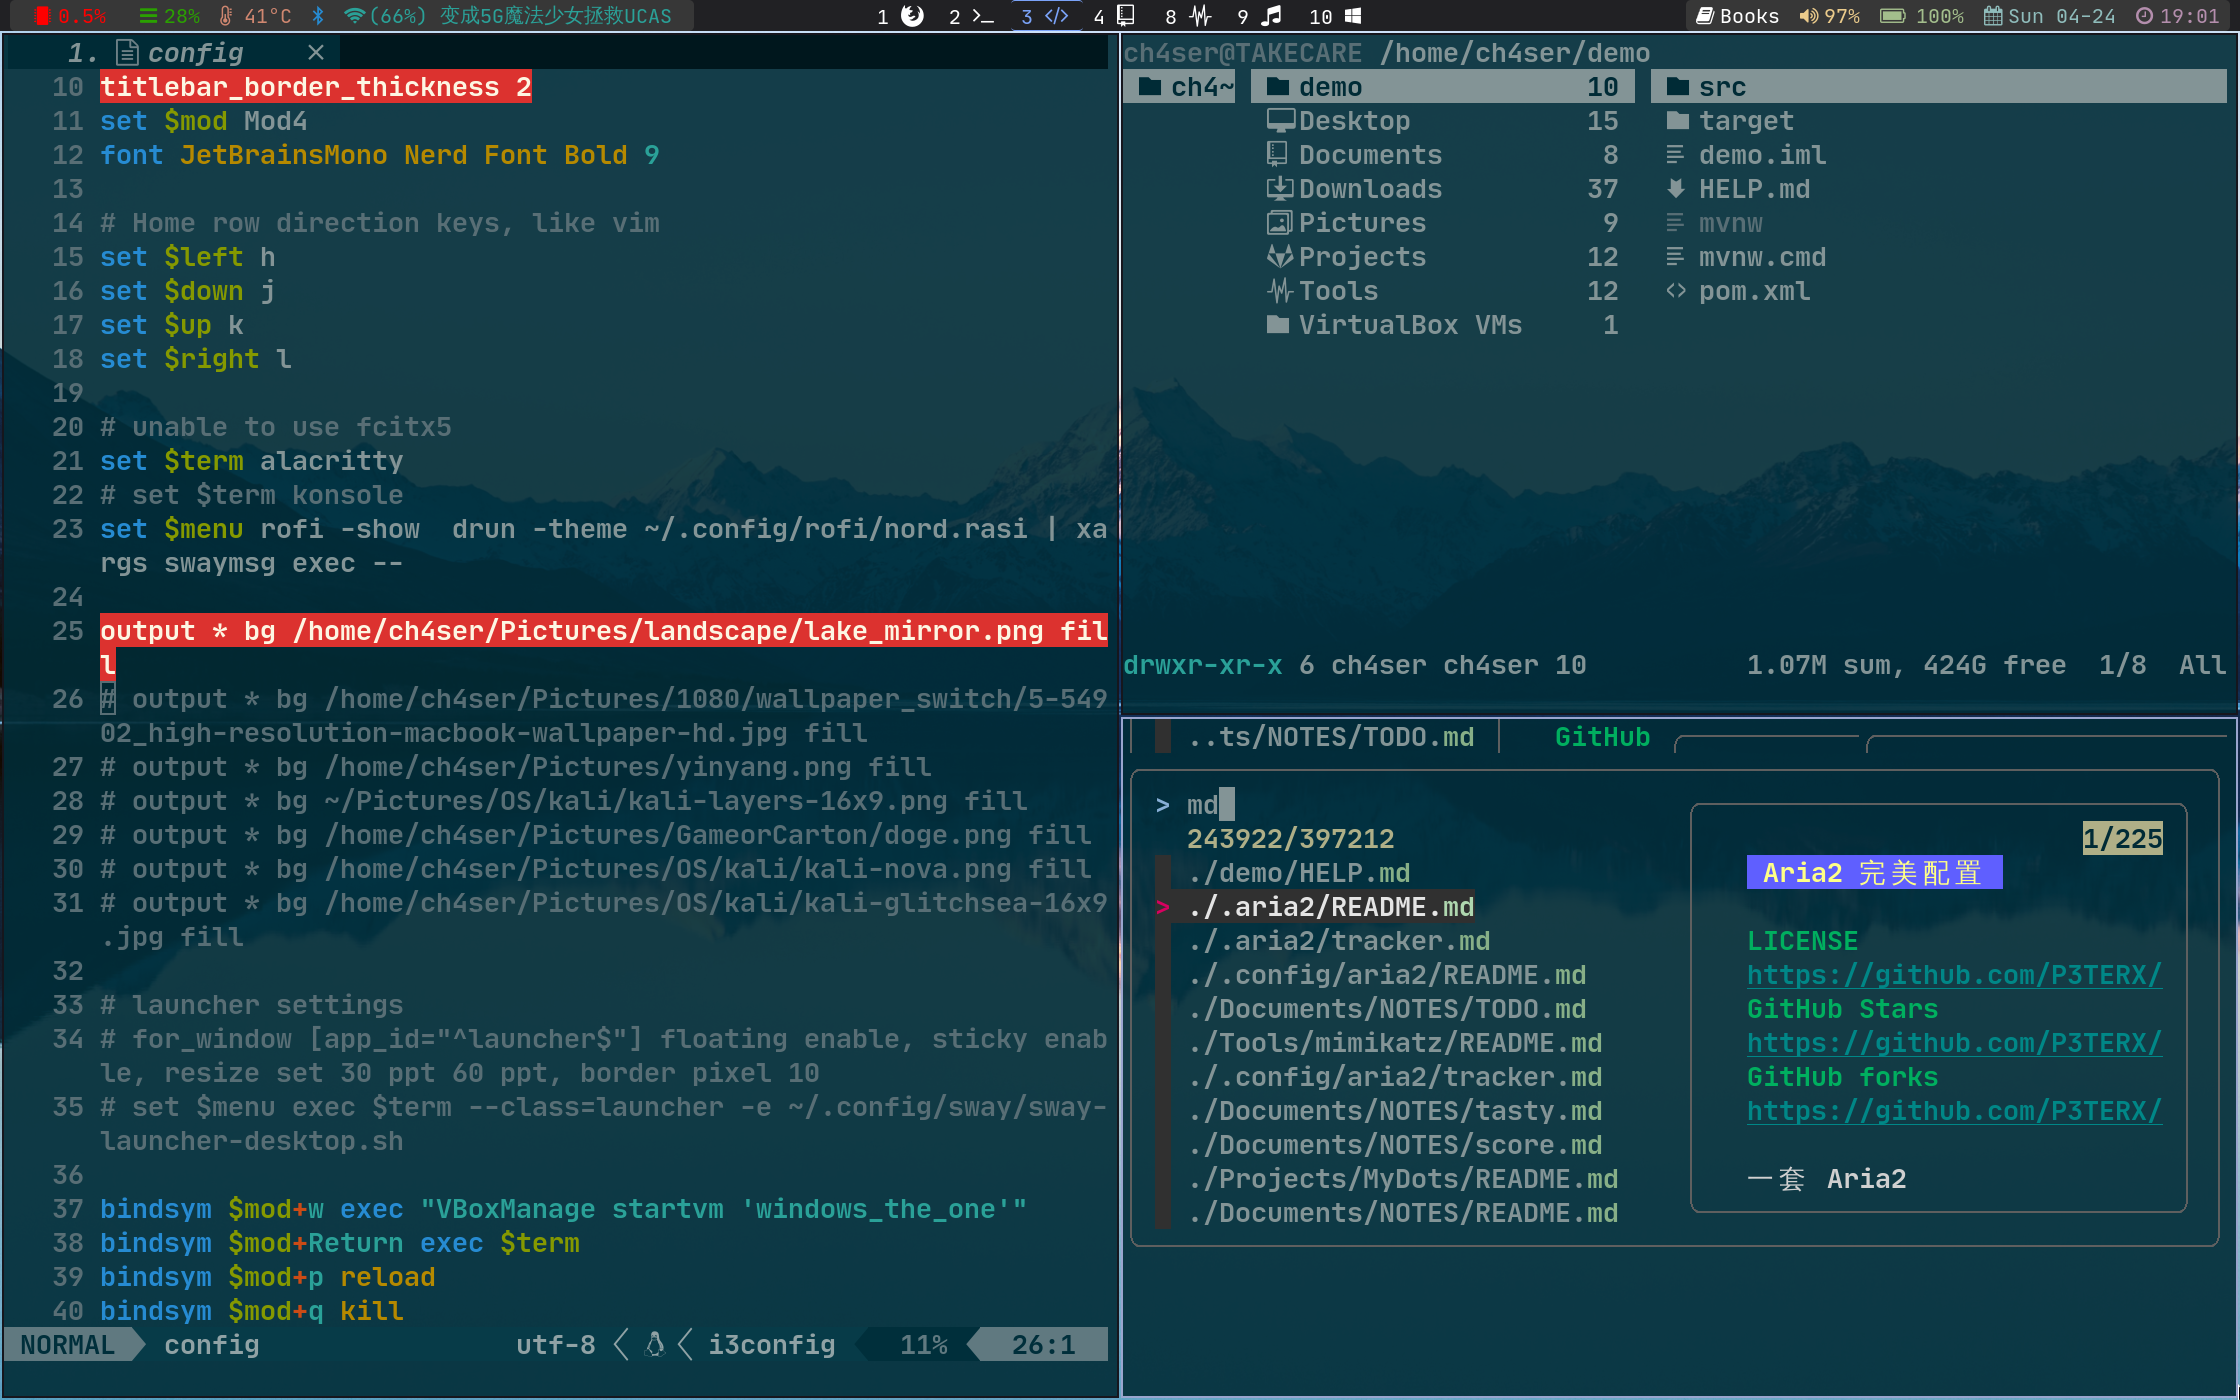 0.5% 28% 41°C (66%) 变成5G魔法少女拯救UCAS 1 2 3 4 8 9 10 Books 97% 100% Sun 04-24 19:01
1. config ×
10 titlebar_border_thickness 2
11 set $mod Mod4
12 font JetBrainsMono Nerd Font Bold 9
13
14 # Home row direction keys, like vim
15 set $left h
16 set $down j
17 set $up k
18 set $right l
19
20 # unable to use fcitx5
21 set $term alacritty
22 # set $term konsole
23 set $menu rofi -show  drun -theme ~/.config/rofi/nord.rasi | xa
rgs swaymsg exec --
24
25 output * bg /home/ch4ser/Pictures/landscape/lake_mirror.png fil
l
26 # output * bg /home/ch4ser/Pictures/1080/wallpaper_switch/5-549
02_high-resolution-macbook-wallpaper-hd.jpg fill
27 # output * bg /home/ch4ser/Pictures/yinyang.png fill
28 # output * bg ~/Pictures/OS/kali/kali-layers-16x9.png fill
29 # output * bg /home/ch4ser/Pictures/GameorCarton/doge.png fill
30 # output * bg /home/ch4ser/Pictures/OS/kali/kali-nova.png fill
31 # output * bg /home/ch4ser/Pictures/OS/kali/kali-glitchsea-16x9
.jpg fill
32
33 # launcher settings
34 # for_window [app_id="^launcher$"] floating enable, sticky enab
le, resize set 30 ppt 60 ppt, border pixel 10
35 # set $menu exec $term --class=launcher -e ~/.config/sway/sway-
launcher-desktop.sh
36
37 bindsym $mod+w exec "VBoxManage startvm 'windows_the_one'"
38 bindsym $mod+Return exec $term
39 bindsym $mod+p reload
40 bindsym $mod+q kill
NORMAL config utf-8 i3config 11% 26:1
ch4ser@TAKECARE /home/ch4ser/demo
ch4~ demo 10 src
Desktop 15 target
Documents 8 demo.iml
Downloads 37 HELP.md
Pictures 9 mvnw
Projects 12 mvnw.cmd
Tools 12 pom.xml
VirtualBox VMs 1
drwxr-xr-x 6 ch4ser ch4ser 10 1.07M sum, 424G free 1/8 All
..ts/NOTES/TODO.md GitHub
> md
243922/397212
./demo/HELP.md
> ./.aria2/README.md
./.aria2/tracker.md
./.config/aria2/README.md
./Documents/NOTES/TODO.md
./Tools/mimikatz/README.md
./.config/aria2/tracker.md
./Documents/NOTES/tasty.md
./Documents/NOTES/score.md
./Projects/MyDots/README.md
./Documents/NOTES/README.md
1/225
Aria2 完美配置
LICENSE
https://github.com/P3TERX/
GitHub Stars
https://github.com/P3TERX/
GitHub forks
https://github.com/P3TERX/
一套 Aria2